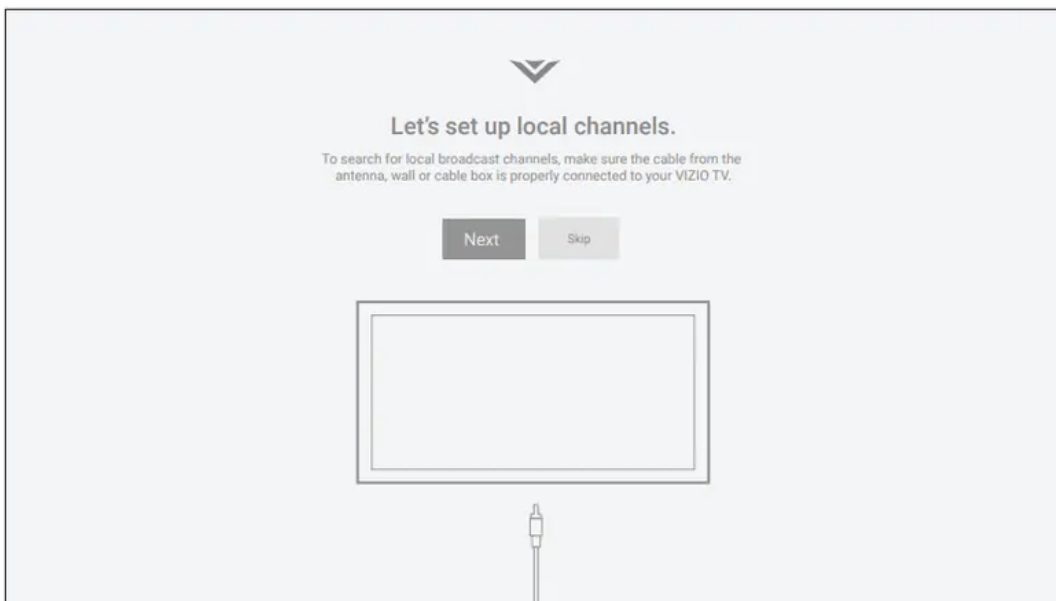 Let's set up local channels.
To search for local broadcast channels, make sure the cable from the
antenna, wall or cable box is properly connected to your VIZIO TV.
Next
Skip